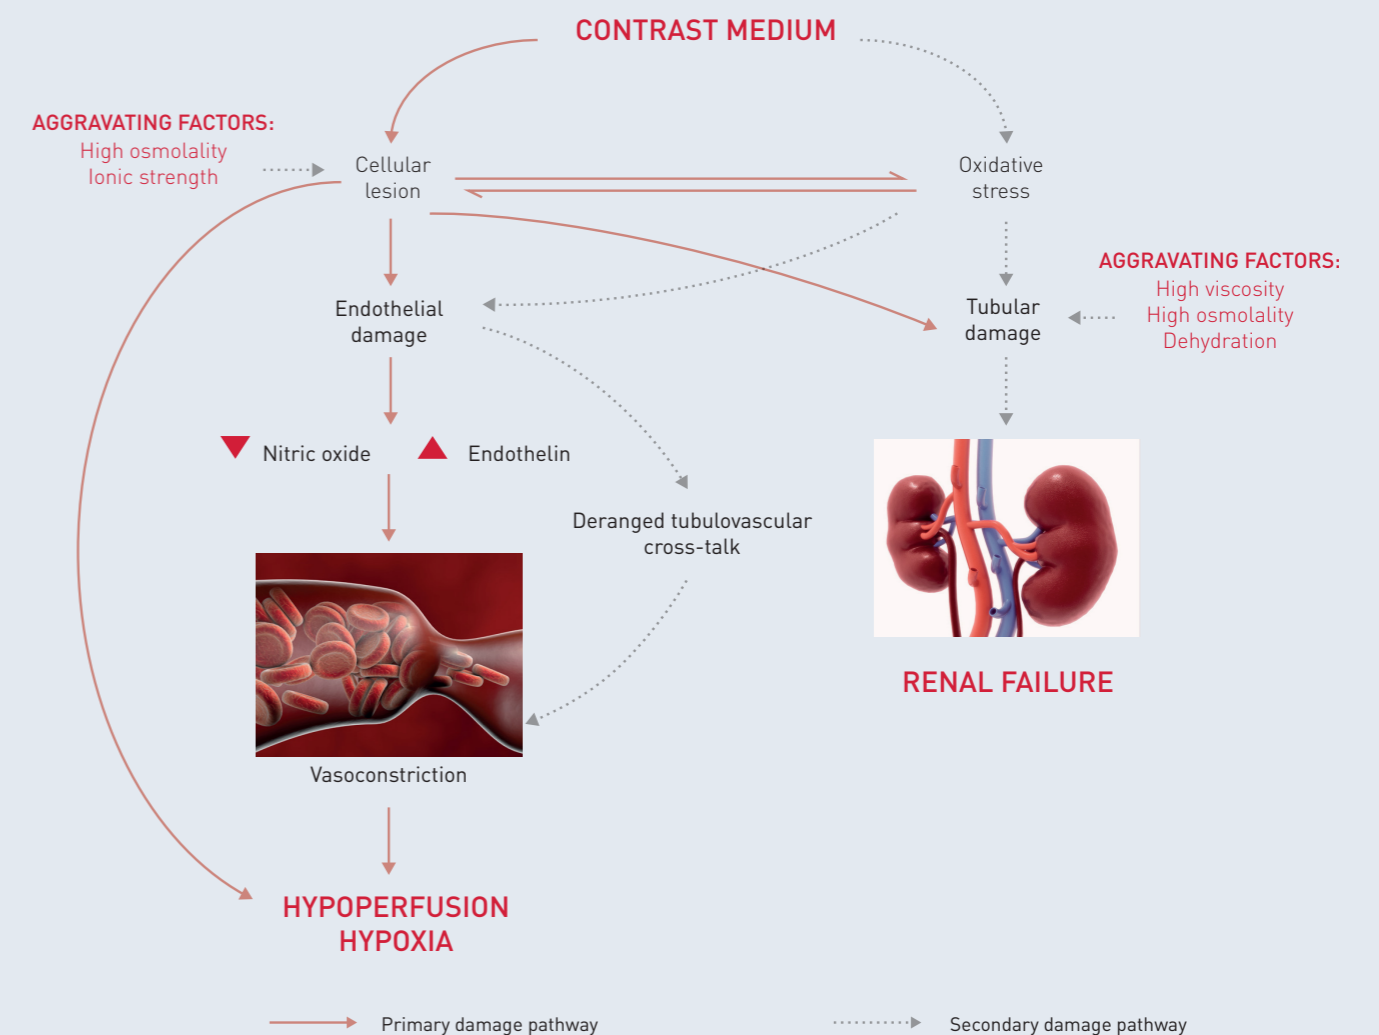 CONTRAST MEDIUM
AGGRAVATING FACTORS:
High osmolality
Ionic strength
Cellular
lesion
Oxidative
stress
AGGRAVATING FACTORS:
High viscosity
High osmolality
Dehydration
Endothelial
damage
Tubular
damage
Nitric oxide
Endothelin
Deranged tubulovascular
cross-talk
Vasoconstriction
RENAL FAILURE
HYPOPERFUSION
HYPOXIA
Primary damage pathway
Secondary damage pathway